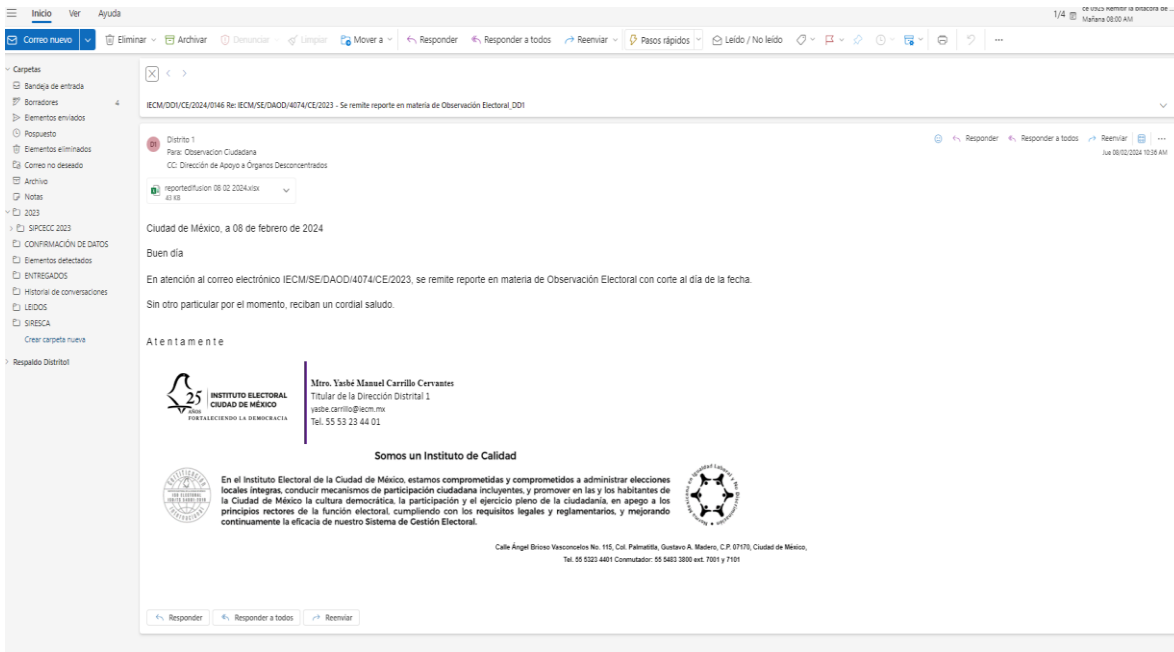 Inicio Ver Ayuda
1/4
ce 0925 Remitir la bitácora de ...
Mañana 08:00 AM
Correo nuevo Eliminar Archivar Denunciar Limpiar Mover a Responder Responder a todos Reenviar Pasos rápidos Leído / No leído
Carpetas
Bandeja de entrada
Borradores 4
Elementos enviados
Pospuesto
Elementos eliminados
Correo no deseado
Archivo
Notas
2023
SIPCECC 2023
CONFIRMACIÓN DE DATOS
Elementos detectados
ENTREGADOS
Historial de conversaciones
LEIDOS
SIRESCA
Crear carpeta nueva
Respaldo Distrito1
IECM/DD1/CE/2024/0146 Re: IECM/SE/DAOD/4074/CE/2023 - Se remite reporte en materia de Observación Electoral_DD1
D1
Distrito 1
Para: Observacion Ciudadana
CC: Dirección de Apoyo a Órganos Desconcentrados
Responder Responder a todos Reenviar
Jue 08/02/2024 10:36 AM
reportedifusion 08 02 2024.xlsx
43 KB
Ciudad de México, a 08 de febrero de 2024
Buen día
En atención al correo electrónico IECM/SE/DAOD/4074/CE/2023, se remite reporte en materia de Observación Electoral con corte al día de la fecha.
Sin otro particular por el momento, reciban un cordial saludo.
A t e n t a m e n t e
25 AÑOS
INSTITUTO ELECTORAL
CIUDAD DE MÉXICO
FORTALECIENDO LA DEMOCRACIA
Mtro. Yasbé Manuel Carrillo Cervantes
Titular de la Dirección Distrital 1
yasbe.carrillo@iecm.mx
Tel. 55 53 23 44 01
Somos un Instituto de Calidad
En el Instituto Electoral de la Ciudad de México, estamos comprometidas y comprometidos a administrar elecciones
locales íntegras, conducir mecanismos de participación ciudadana incluyentes, y promover en las y los habitantes de
la Ciudad de México la cultura democrática, la participación y el ejercicio pleno de la ciudadanía, en apego a los
principios rectores de la función electoral, cumpliendo con los requisitos legales y reglamentarios, y mejorando
continuamente la eficacia de nuestro Sistema de Gestión Electoral.
Norma Mexicana en Igualdad Laboral y No Discriminación
Calle Ángel Brioso Vasconcelos No. 115, Col. Palmatitla, Gustavo A. Madero, C.P. 07170, Ciudad de México,
Tel. 55 5323 4401 Conmutador: 55 5483 3800 ext. 7001 y 7101
Responder Responder a todos Reenviar